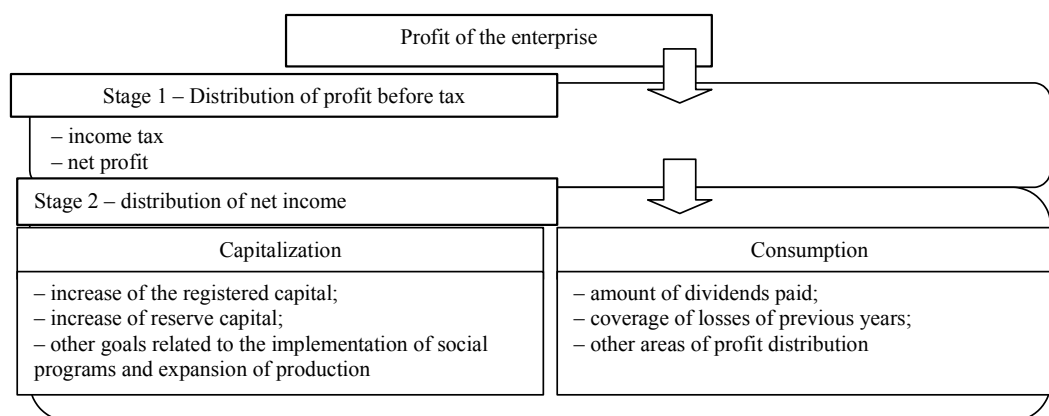 Profit of the enterprise
Stage 1 – Distribution of profit before tax
– income tax
– net profit
Stage 2 – distribution of net income
Capitalization
– increase of the registered capital;
– increase of reserve capital;
– other goals related to the implementation of social
programs and expansion of production
Consumption
– amount of dividends paid;
– coverage of losses of previous years;
– other areas of profit distribution